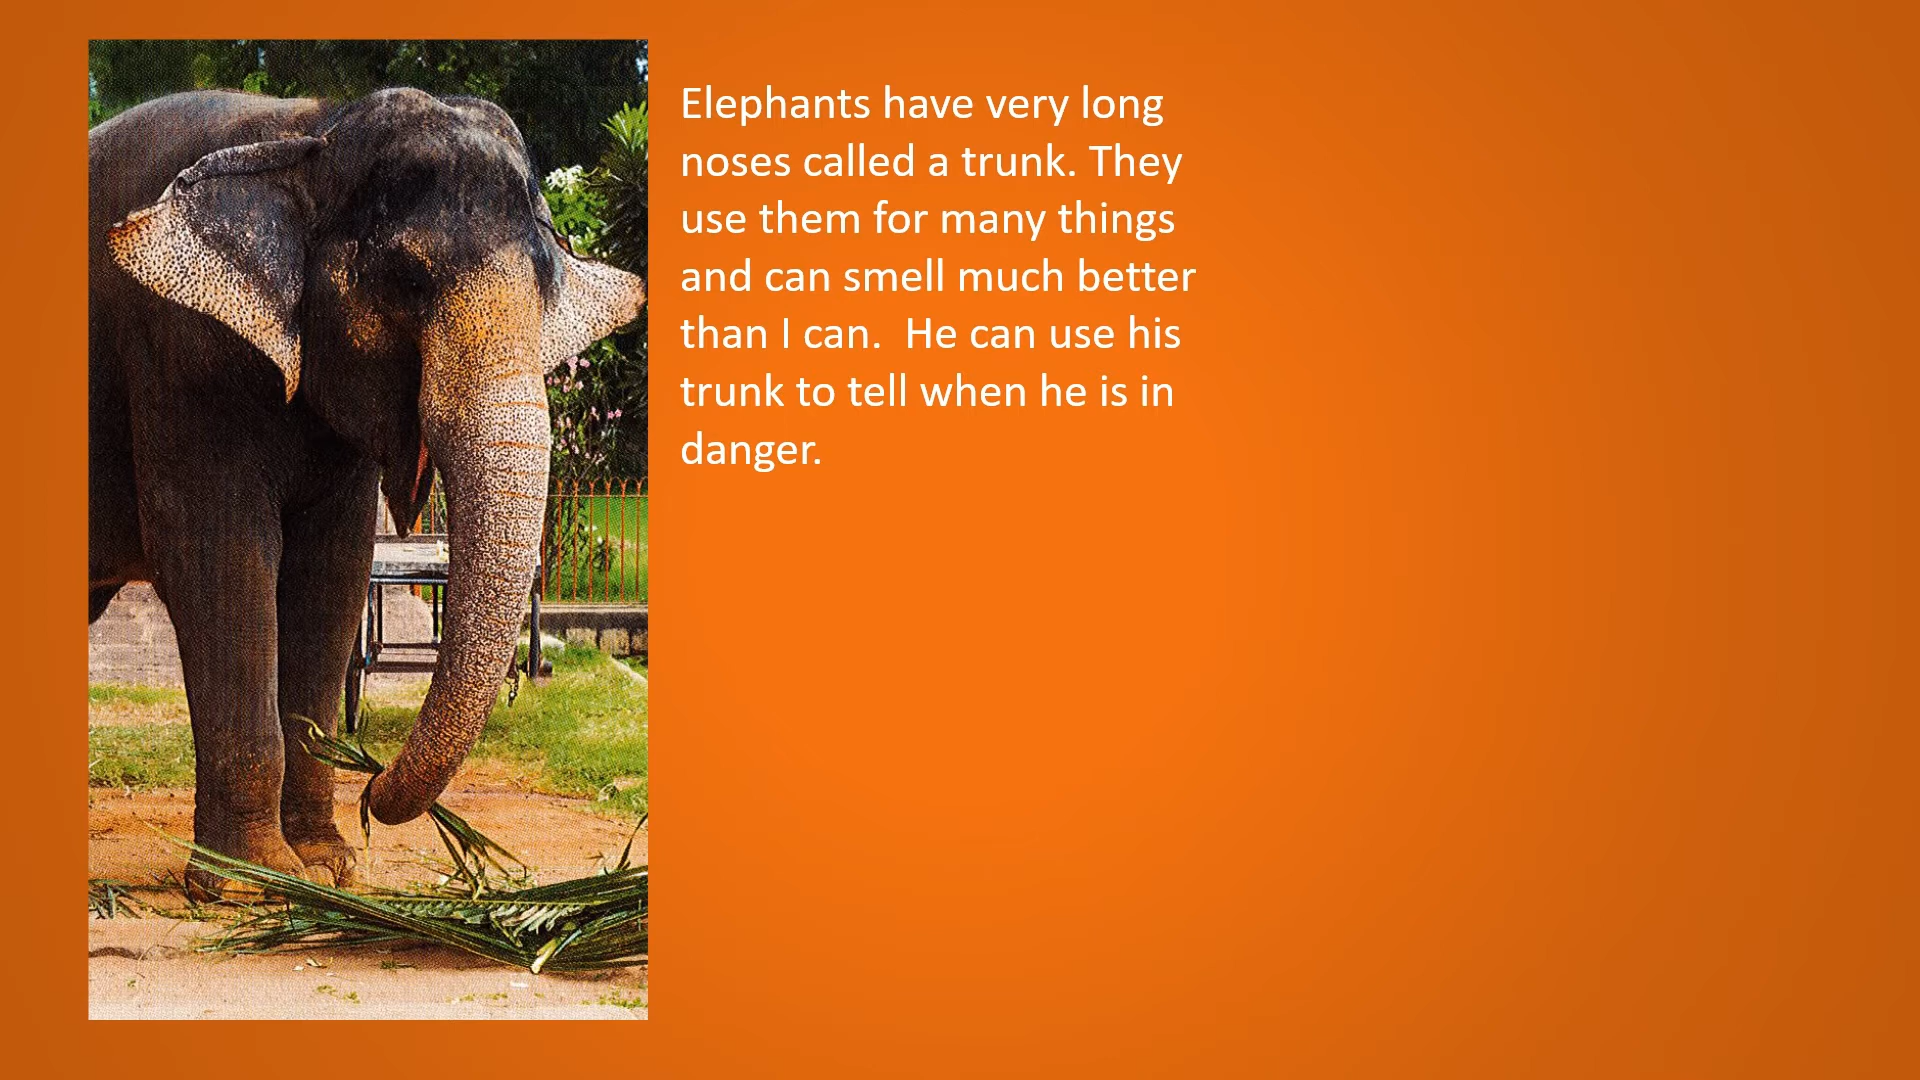 Elephants have very long
noses called a trunk. They
use them for many things
and can smell much better
than I can.  He can use his
trunk to tell when he is in
danger.